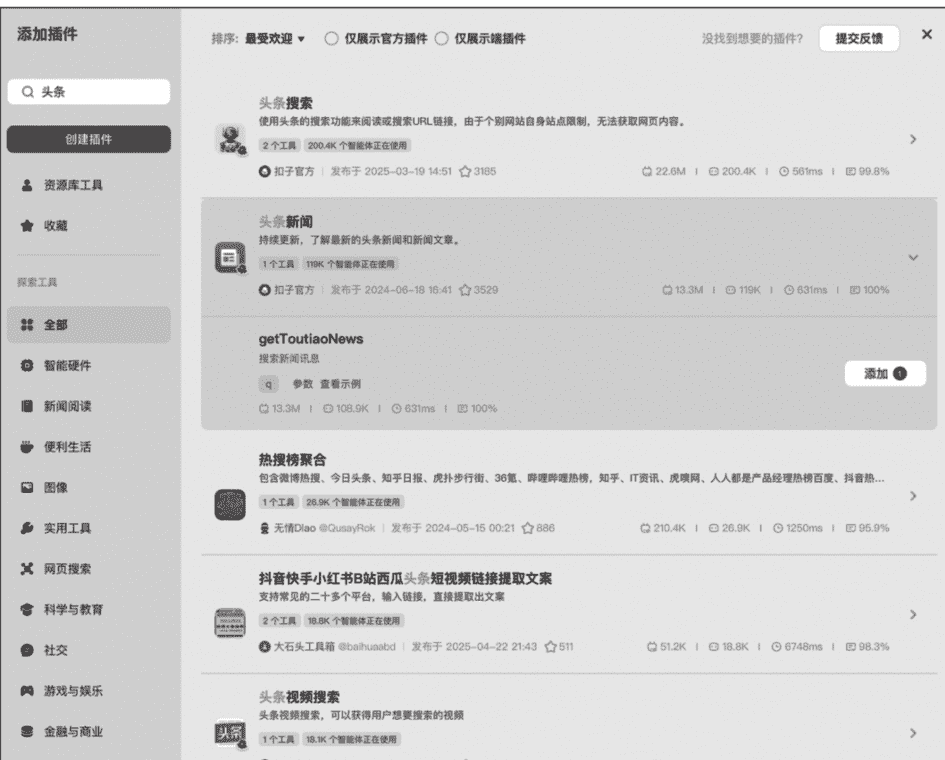 添加插件
排序: 最受欢迎 仅展示官方插件 仅展示端插件 没找到想要的插件? 提交反馈
头条
创建插件
资源库工具
收藏
探索工具
全部
智能硬件
新闻阅读
便利生活
图像
实用工具
网页搜索
科学与教育
社交
游戏与娱乐
金融与商业
头条搜索
使用头条的搜索功能来阅读或搜索URL链接，由于个别网站自身站点限制，无法获取网页内容。
2 个工具 200.4K 个智能体正在使用
扣子官方 | 发布于 2025-03-19 14:51 3185 22.6M | 200.4K | 561ms | 99.8%
头条新闻
持续更新，了解最新的头条新闻和新闻文章。
1 个工具 119K 个智能体正在使用
扣子官方 | 发布于 2024-06-18 16:41 3529 13.3M | 119K | 631ms | 100%
getToutiaoNews
搜索新闻讯息
q 参数 查看示例
添加 1
13.3M | 108.9K | 631ms | 100%
热搜榜聚合
包含微博热搜、今日头条、知乎日报、虎扑步行街、36氪、哔哩哔哩热榜，知乎、IT资讯、虎嗅网、人人都是产品经理热榜百度、抖音热...
1 个工具 26.9K 个智能体正在使用
无情Diao @QusayRok | 发布于 2024-05-15 00:21 886 210.4K | 26.9K | 1250ms | 95.9%
抖音快手小红书B站西瓜头条短视频链接提取文案
支持常见的二十多个平台，输入链接，直接提取出文案
2 个工具 18.8K 个智能体正在使用
大石头工具箱 @baihuaabd | 发布于 2025-04-22 21:43 511 51.2K | 18.8K | 6748ms | 98.3%
头条视频搜索
头条视频搜索，可以获得用户想要搜索的视频
头条
1 个工具 18.1K 个智能体正在使用